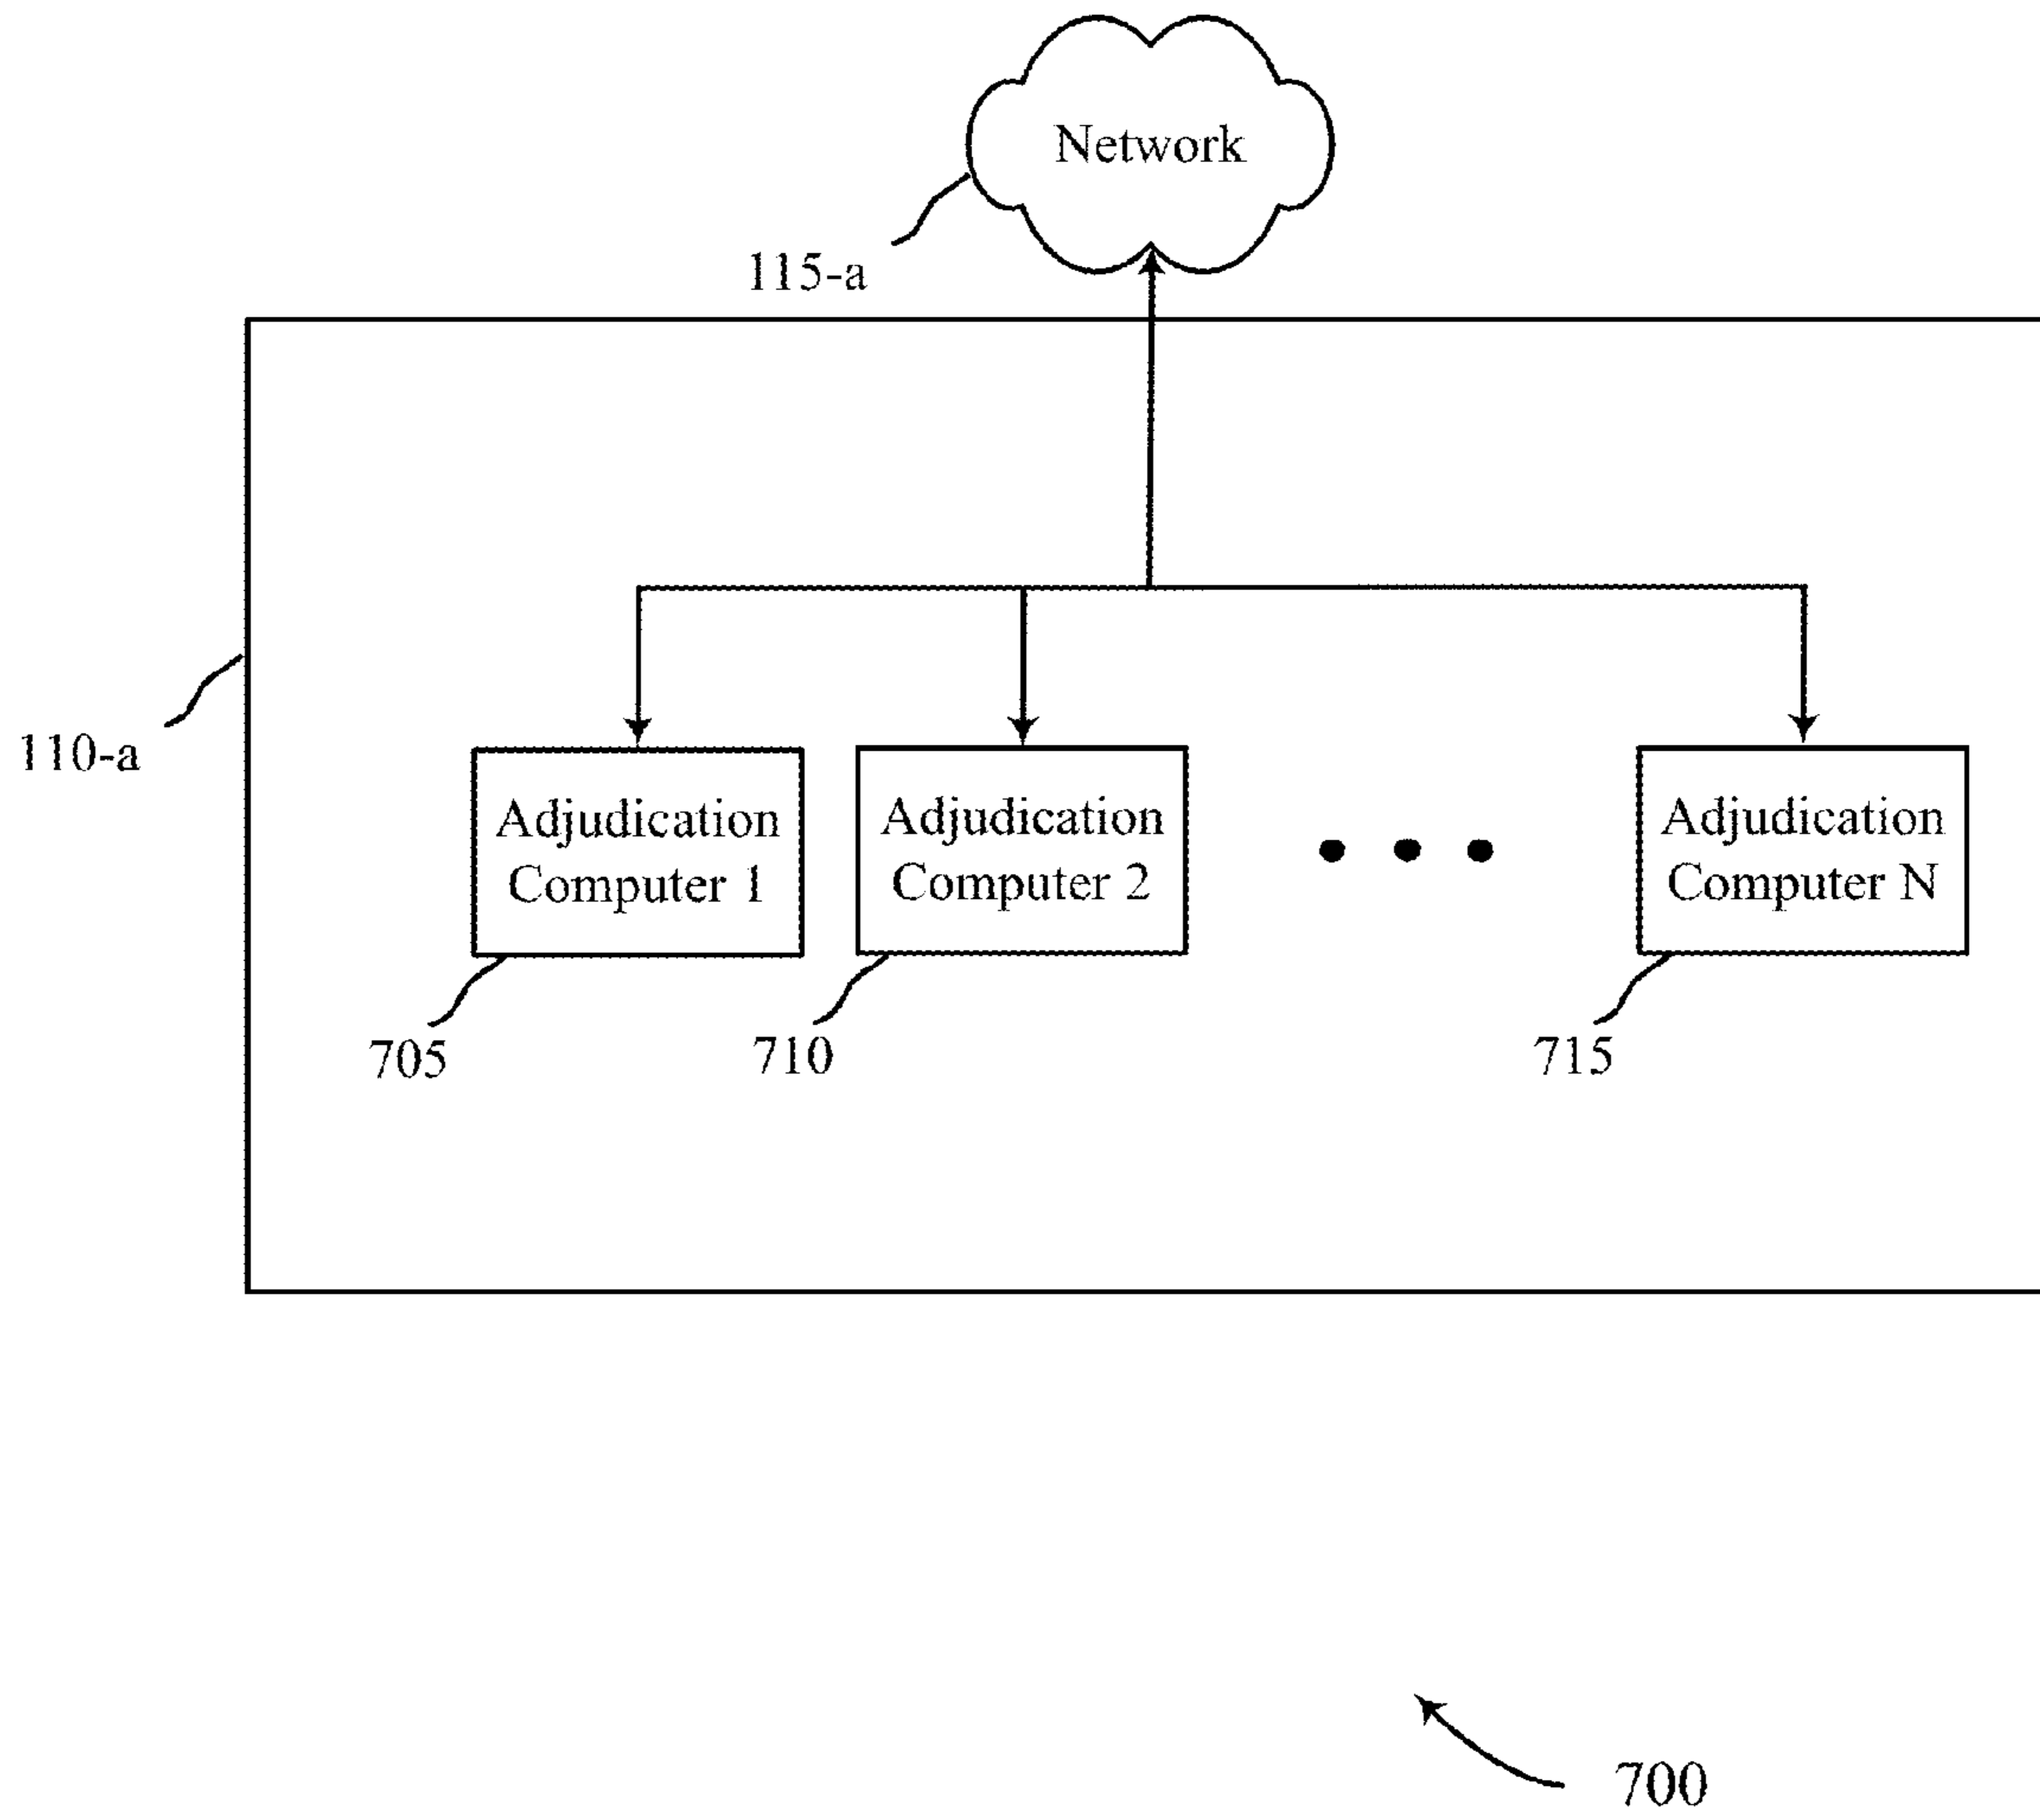 Network
115-a
110-a
Adjudication
Computer 1
Adjudication
Computer 2
Adjudication
Computer N
705
710
715
700